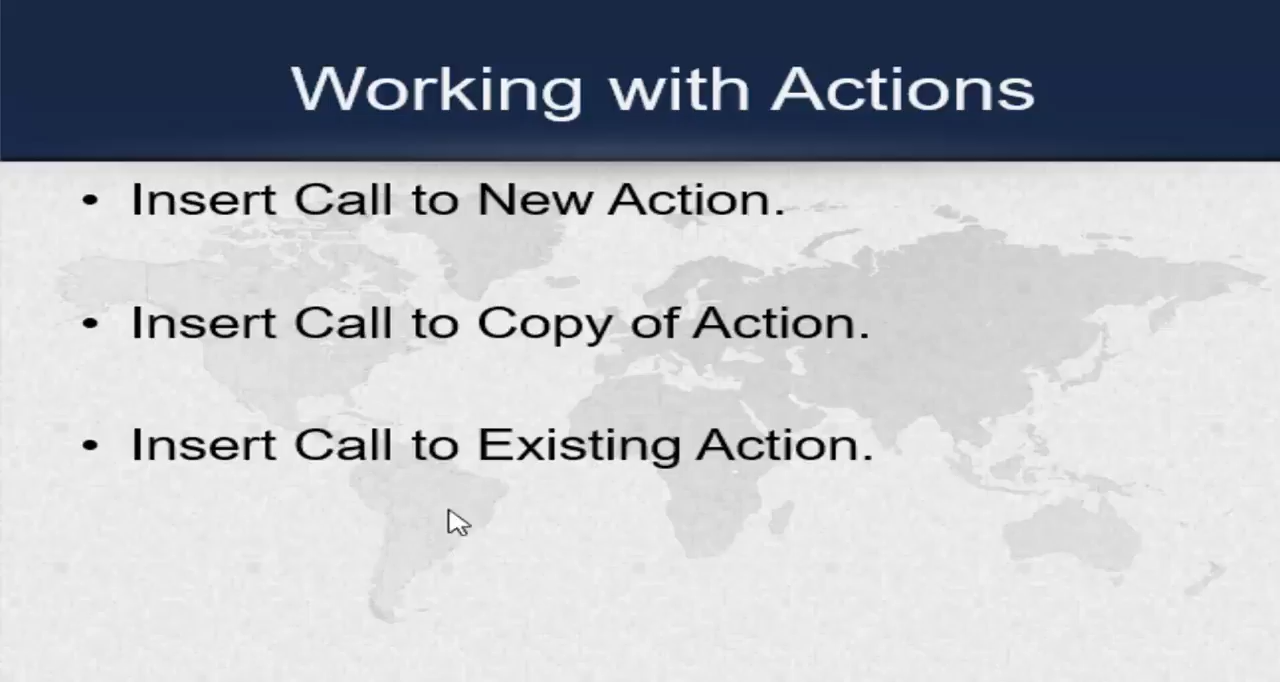 Working with Actions
• Insert Call to New Action.
• Insert Call to Copy of Action.
• Insert Call to Existing Action.